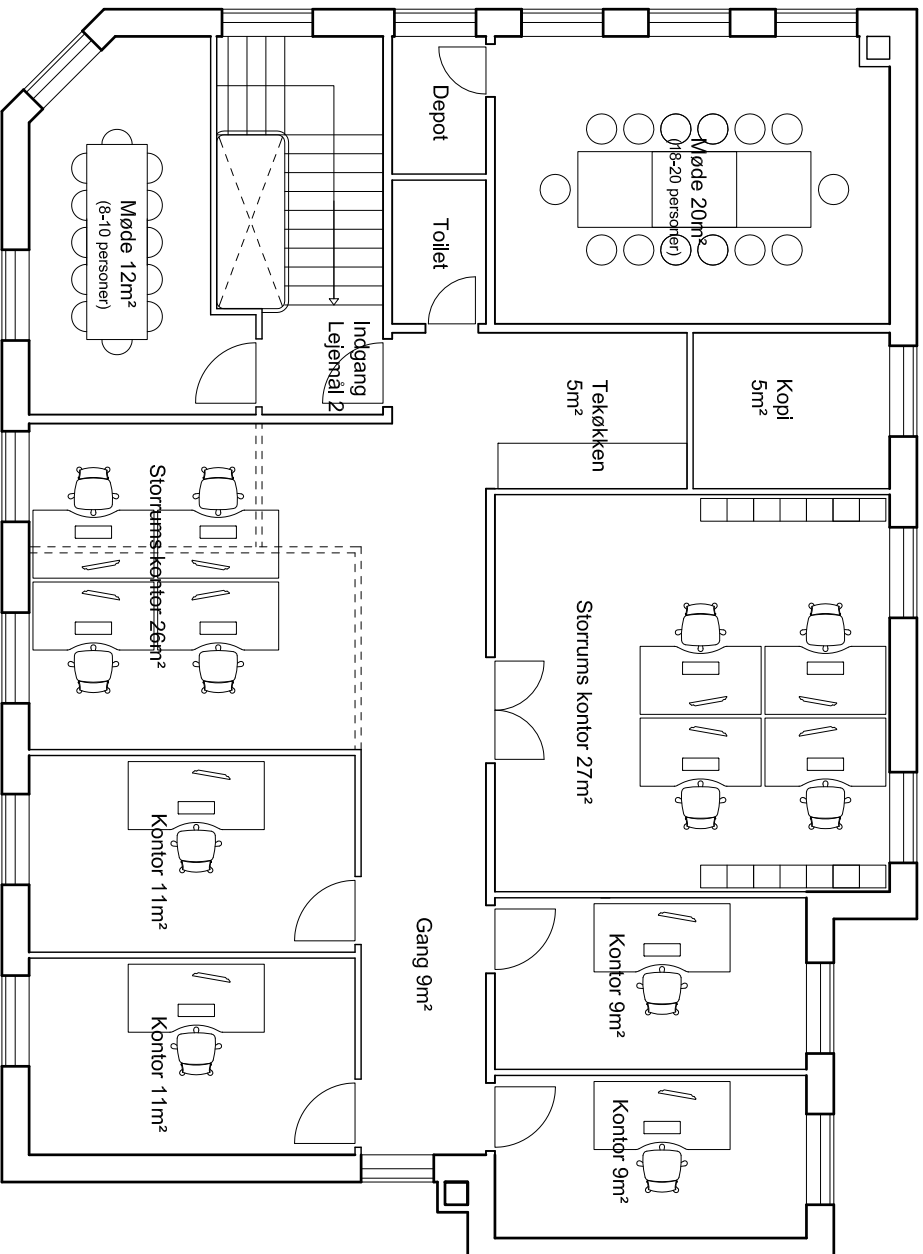 Depot
Møde 20m²
(18-20 personer)
Toilet
Møde 12m²
(8-10 personer)
Indgang
Lejemål 2
Tekøkken
5m²
Kopi
5m²
Storrums kontor 26m²
Storrums kontor 27m²
Kontor 11m²
Gang 9m²
Kontor 9m²
Kontor 11m²
Kontor 9m²